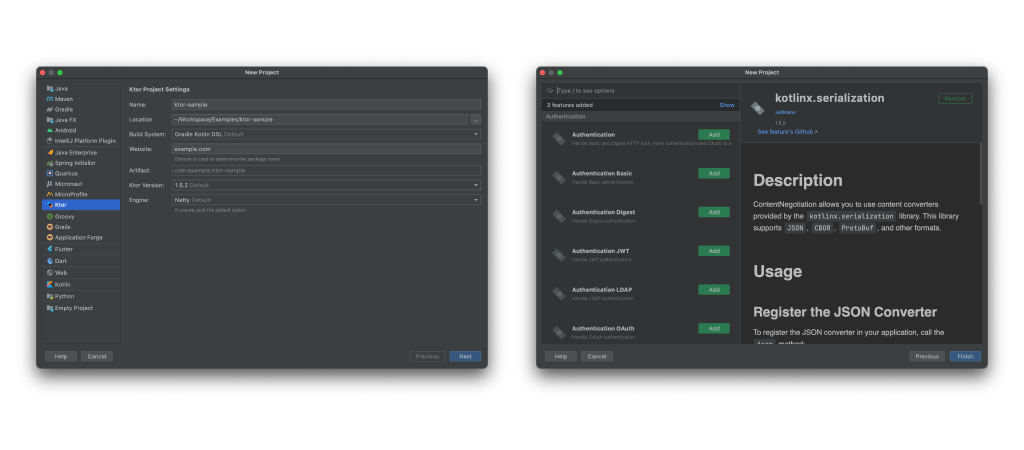 New Project
Java
Maven
Gradle
Java FX
Android
IntelliJ Platform Plugin
Java Enterprise
Spring Initializr
Quarkus
Micronaut
MicroProfile
Ktor
Groovy
Grails
Application Forge
Flutter
Dart
Web
Kotlin
Python
Empty Project
Ktor Project Settings
Name: ktor-sample
Location ~/Workspace/Examples/ktor-sample ...
Build System: Gradle Kotlin DSL Default
Website: example.com
Domain is used to determine the package name
Artifact: com.example.ktor-sample
Ktor Version: 1.5.2 Default
Engine: Netty Default
If unsure, pick the default option
Help Cancel Previous Next
New Project
Type / to see options
3 features added Show
Authentication
Authentication Add
Handle Basic and Digest HTTP Auth, Form authentication and OAuth 1a a
Authentication Basic Add
Handle Basic authentication
Authentication Digest Add
Handle Digest authentication
Authentication JWT Add
Handle JWT authentication
Authentication LDAP Add
Handle LDAP authentication
Authentication OAuth Add
Handle OAuth authentication
kotlinx.serialization Remove
JetBrains
1.5.2
See feature's Github
Description
ContentNegotiation allows you to use content converters
provided by the kotlinx.serialization library. This library
supports JSON, CBOR, ProtoBuf, and other formats.
Usage
Register the JSON Converter
To register the JSON converter in your application, call the
json method:
Help Cancel Previous Finish